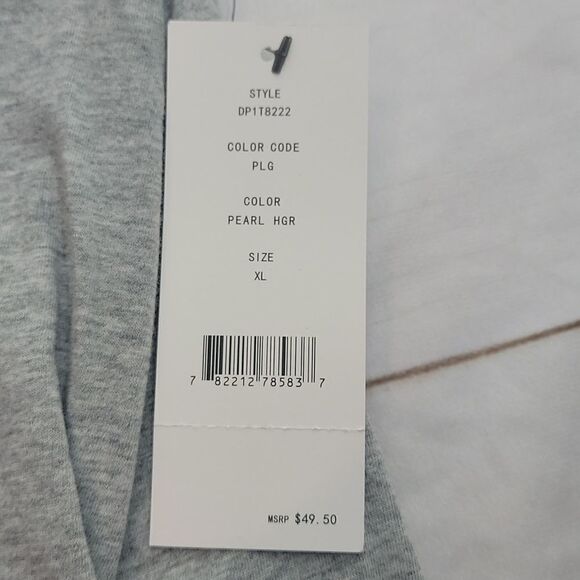 STYLE
DP1T8222
COLOR CODE
PLG
COLOR
PEARL HGR
SIZE
XL
7 82212 78583 7
MSRP $49.50